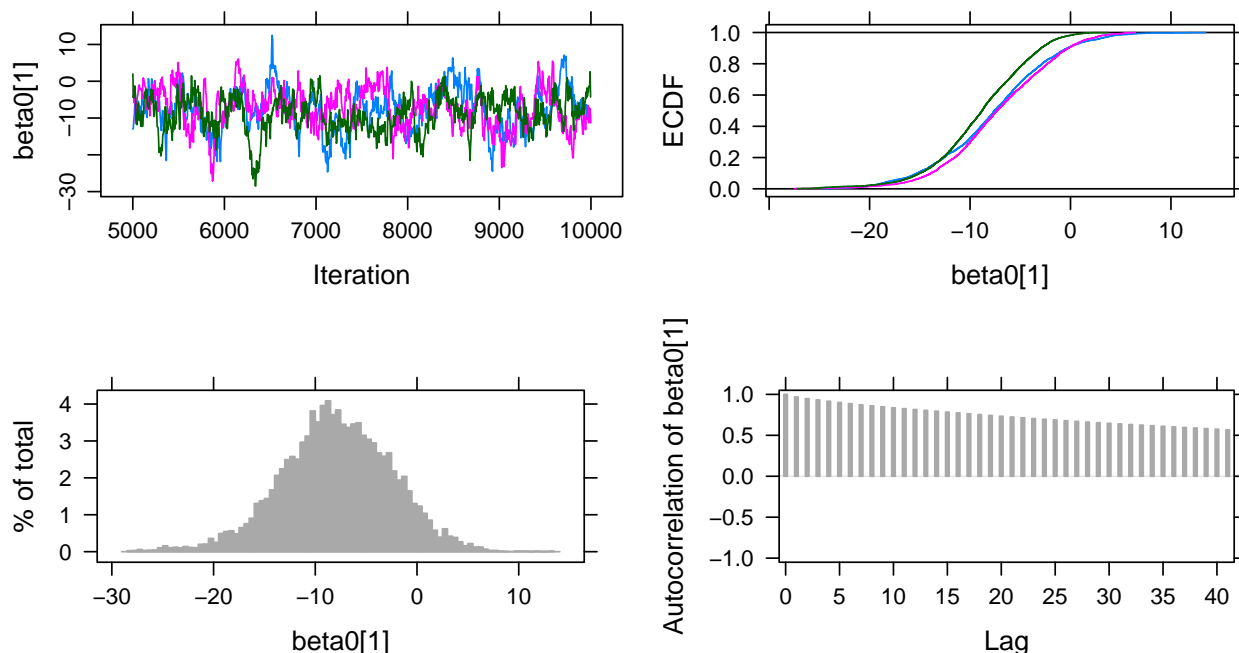 beta0[1]
10
0
−10
−30
5000 6000 7000 8000 9000 10000
Iteration
ECDF
1.0
0.8
0.6
0.4
0.2
0.0
−20 −10 0 10
beta0[1]
% of total
4
3
2
1
0
−30 −20 −10 0 10
beta0[1]
Autocorrelation of beta0[1]
1.0
0.5
0.0
−0.5
−1.0
0 5 10 15 20 25 30 35 40
Lag